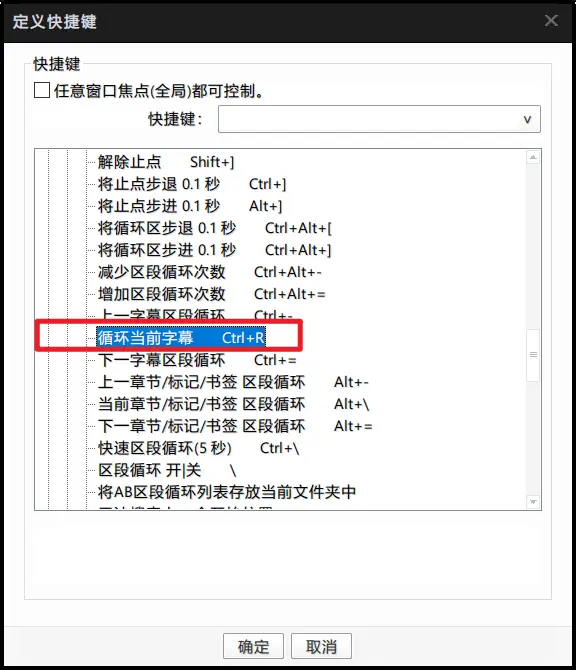 定义快捷键
快捷键
任意窗口焦点(全局)都可控制。
快捷键：
解除止点 Shift+]
将止点步退 0.1 秒 Ctrl+]
将止点步进 0.1 秒 Alt+]
将循环区步退 0.1 秒 Ctrl+Alt+[
将循环区步进 0.1 秒 Ctrl+Alt+]
减少区段循环次数 Ctrl+Alt+-
增加区段循环次数 Ctrl+Alt+=
上一字幕区段循环 Ctrl+-
循环当前字幕 Ctrl+R
下一字幕区段循环 Ctrl+=
上一章节/标记/书签 区段循环 Alt+-
当前章节/标记/书签 区段循环 Alt+\
下一章节/标记/书签 区段循环 Alt+=
快速区段循环(5 秒) Ctrl+\
区段循环 开|关 \
将AB区段循环列表存放当前文件夹中
确定 取消